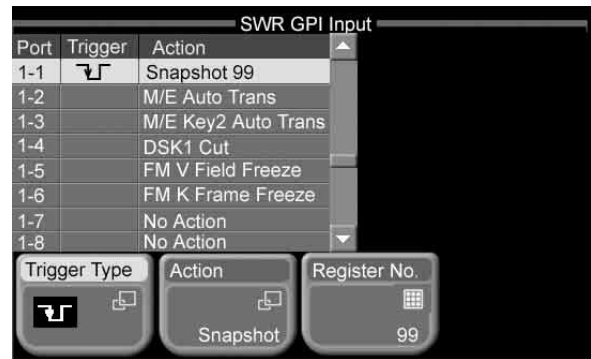 SWR GPI Input
Port Trigger Action
1-1 Snapshot 99
1-2 M/E Auto Trans
1-3 M/E Key2 Auto Trans
1-4 DSK1 Cut
1-5 FM V Field Freeze
1-6 FM K Frame Freeze
1-7 No Action
1-8 No Action
Trigger Type Action Register No.
Snapshot 99